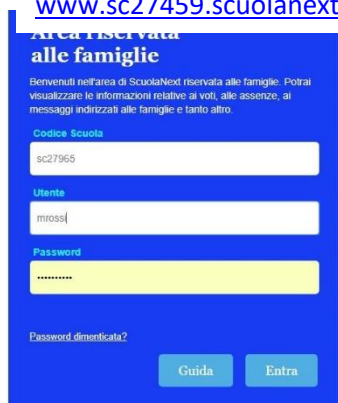 www.sc27459.scuolanext
Area riservata
alle famiglie
Benvenuti nell'area di ScuolaNext riservata alle famiglie. Potrai
visualizzare le informazioni relative ai voti, alle assenze, ai
messaggi indirizzati alle famiglie e tanto altro.
Codice Scuola
sc27965
Utente
mrossi
Password
••••••••••
Password dimenticata?
Guida Entra